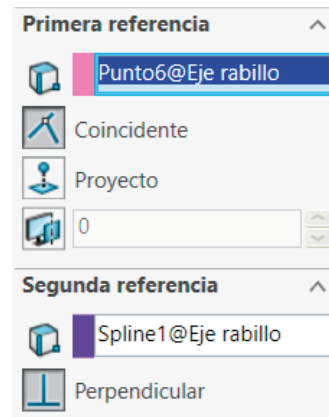 Primera referencia
Punto6@Eje rabillo
Coincidente
Proyecto
0
Segunda referencia
Spline1@Eje rabillo
Perpendicular